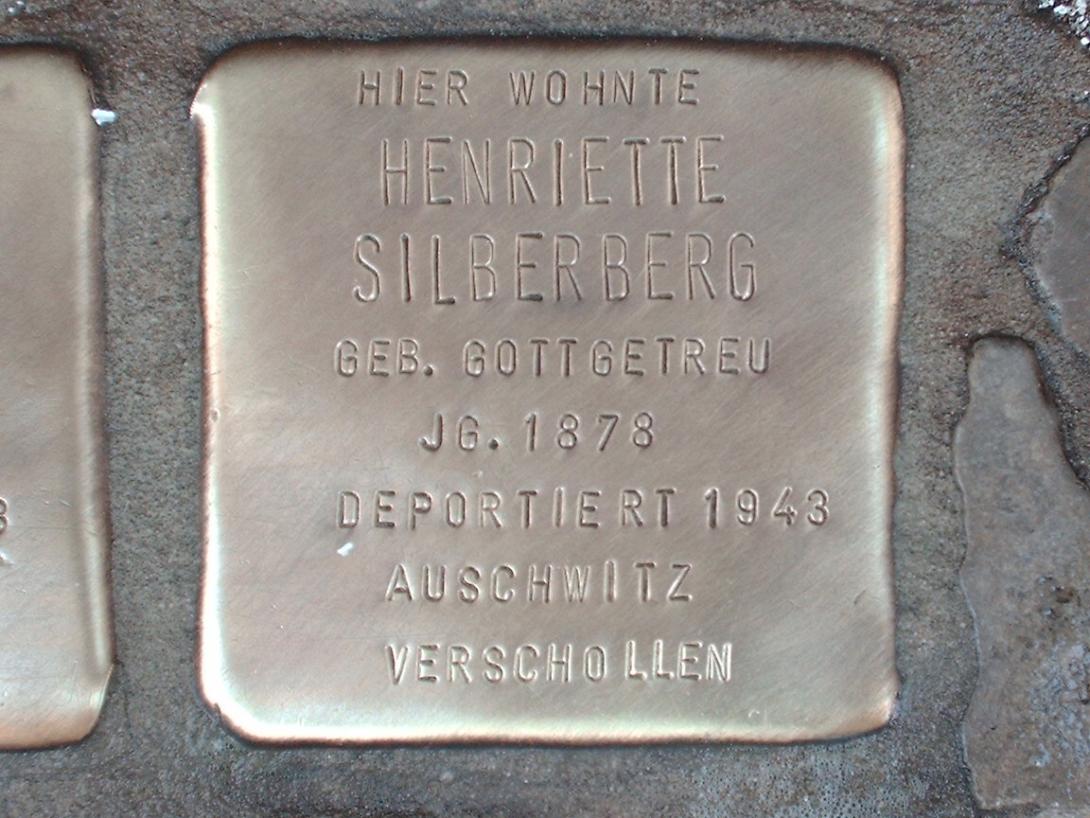 HIER WOHNTE
HENRIETTE
SILBERBERG
GEB. GOTTGETREU
JG. 1878
DEPORTIERT 1943
AUSCHWITZ
VERSCHOLLEN